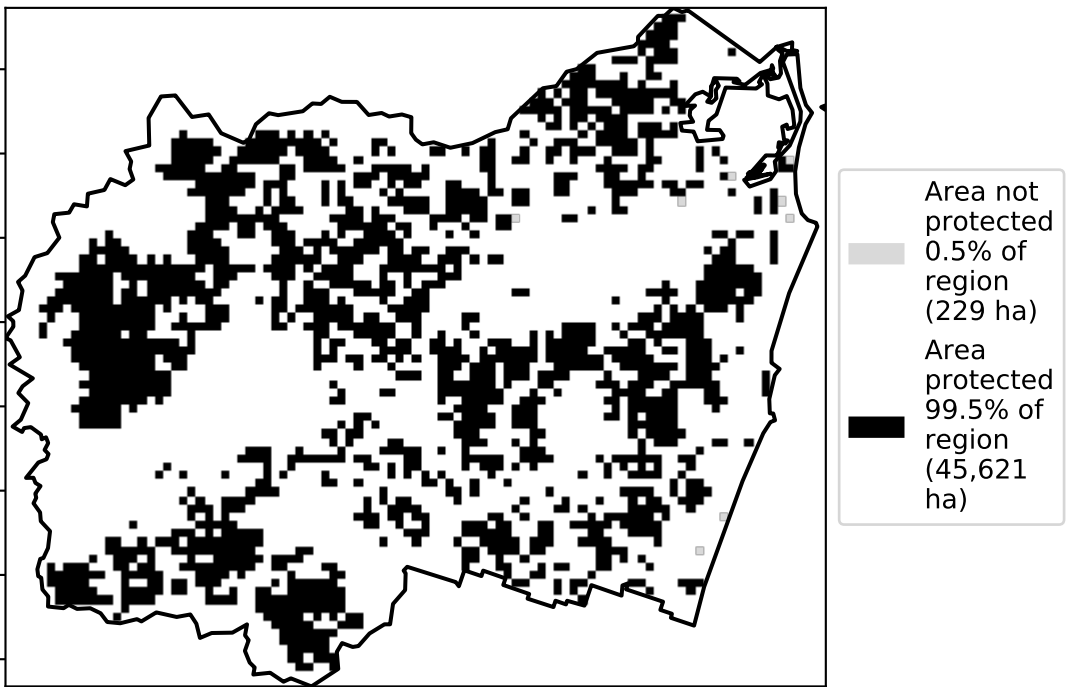 Area not
protected
0.5% of
region
(229 ha)
Area
protected
99.5% of
region
(45,621
ha)